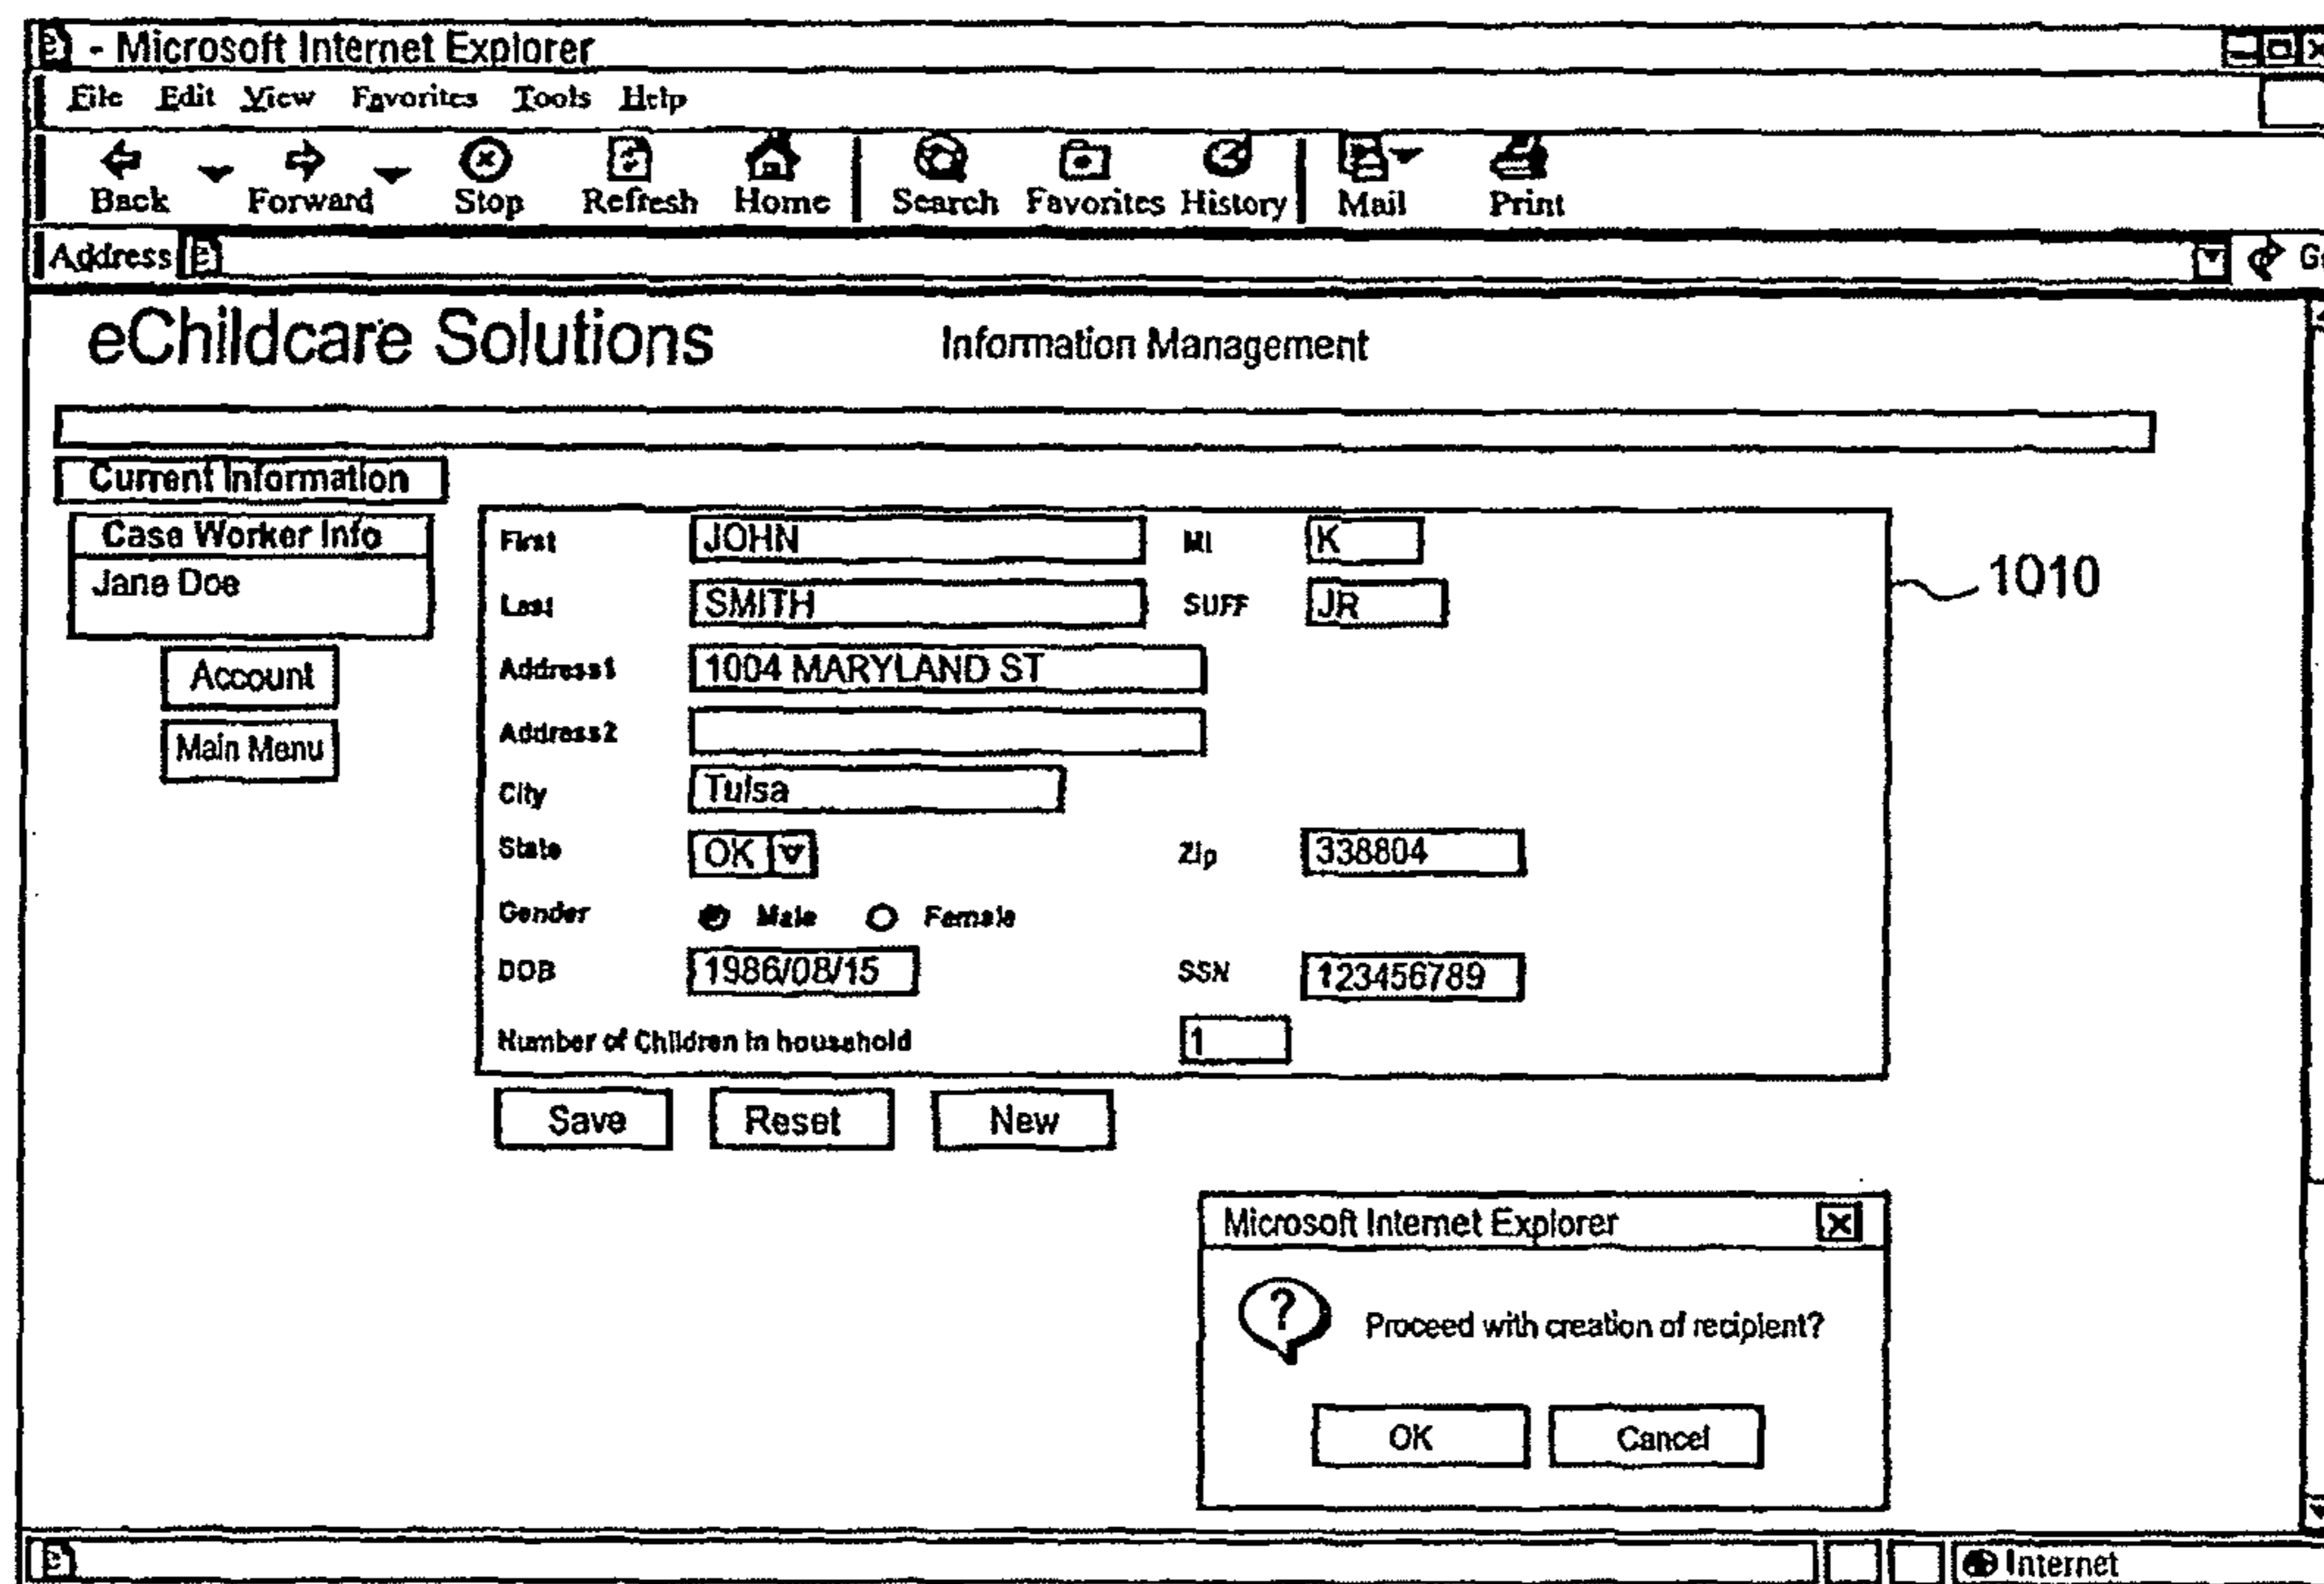 - Microsoft Internet Explorer
File Edit View Favorites Tools Help
Back Forward Stop Refresh Home Search Favorites History Mail Print
Address Go
eChildcare Solutions Information Management
Current Information
Case Worker Info
Jane Doe
Account
Main Menu
First JOHN MI K
Last SMITH SUFF JR
1010
Address1 1004 MARYLAND ST
Address2
City Tulsa
State OK Zip 338804
Gender Male Female
DOB 1986/08/15 SSN 123456789
Number of Children in household 1
Save Reset New
Microsoft Internet Explorer
? Proceed with creation of recipient?
OK Cancel
Internet